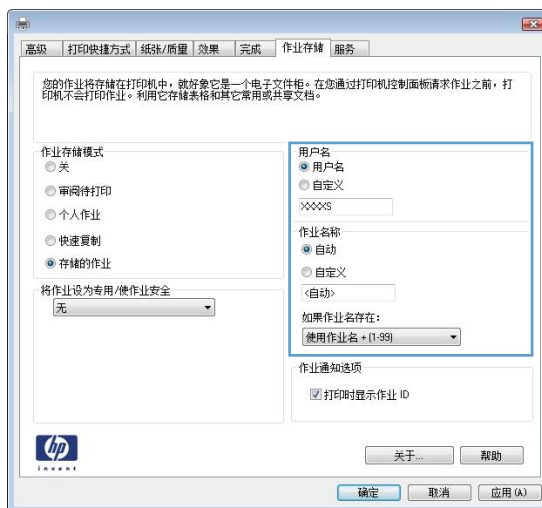 高级 打印快捷方式 纸张/质量 效果 完成 作业存储 服务
您的作业将存储在打印机中，就好象它是一个电子文件柜。在您通过打印机控制面板请求作业之前，打
印机不会打印作业。利用它存储表格和其它常用或共享文档。
作业存储模式
关
审阅待打印
个人作业
快速复制
存储的作业
将作业设为专用/使作业安全
无
用户名
用户名
自定义
XXXXS
作业名称
自动
自定义
<自动>
如果作业名存在：
使用作业名 + (1-99)
作业通知选项
打印时显示作业 ID
hp
invent
关于... 帮助
确定 取消 应用 (A)